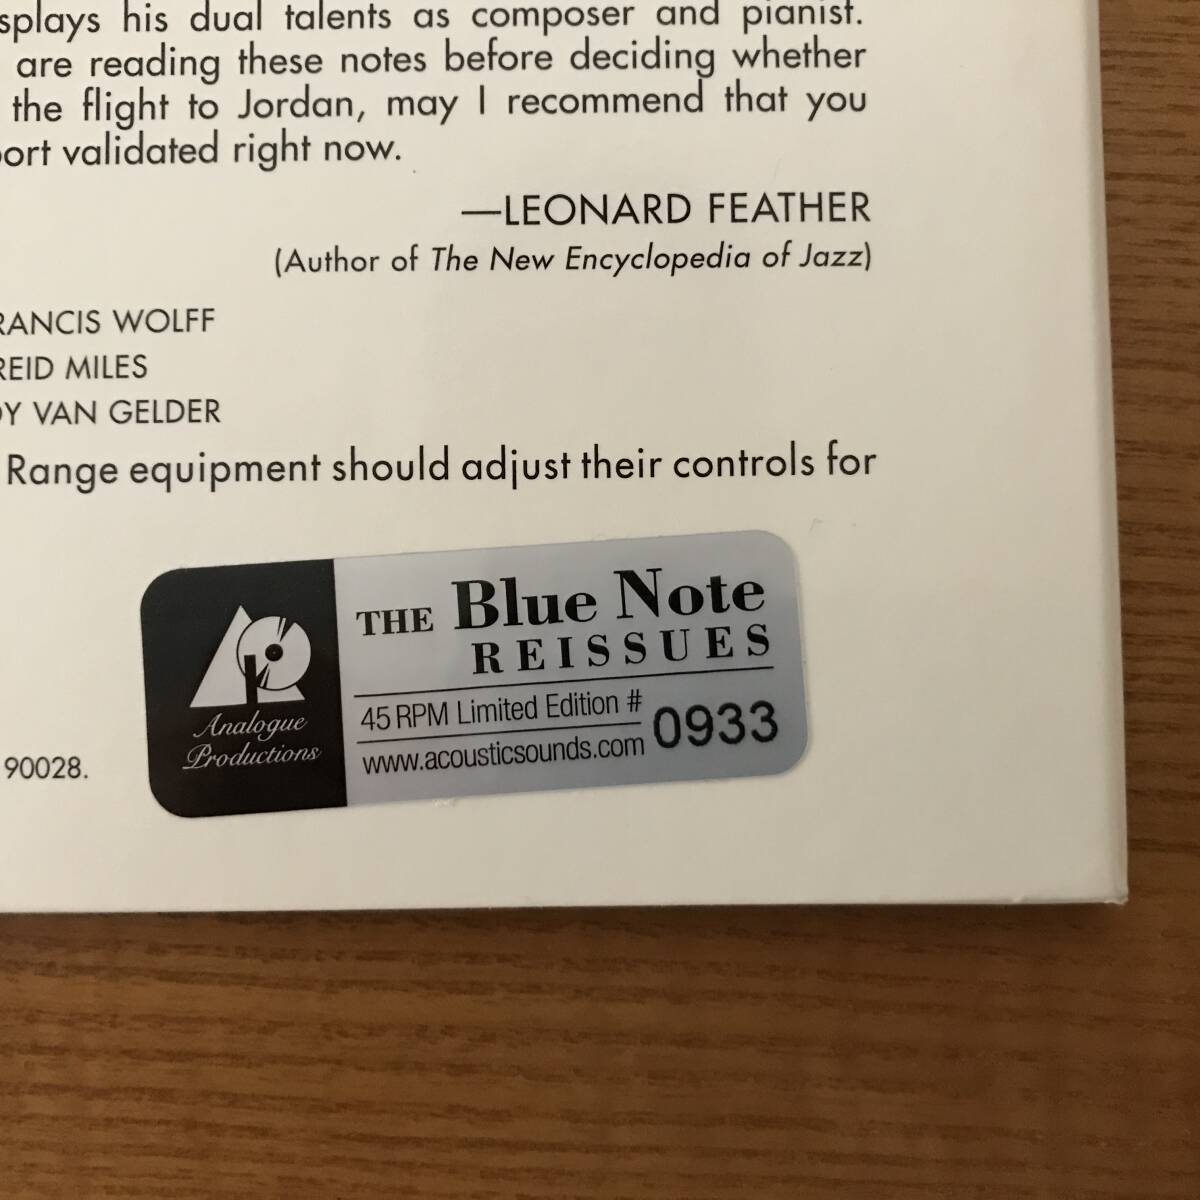 his dual talents as composer and pianist.
are reading these notes before deciding whether
the flight to Jordan, may I recommend that you
validated right now.
—LEONARD FEATHER
(Author of The New Encyclopedia of Jazz)
WOLFF
REID MILES
VAN GELDER
Range equipment should adjust their controls for
90028.
THE Blue Note
REISSUES
45 RPM Limited Edition #
0933
www.acousticsounds.com
Analogue
Productions